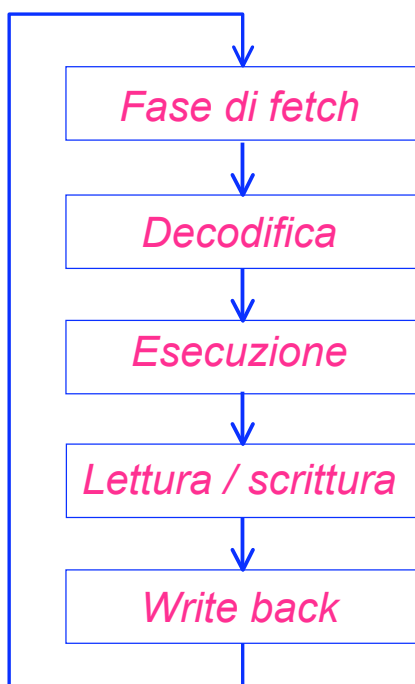 Fase di fetch
Decodifica
Esecuzione
Lettura / scrittura
Write back